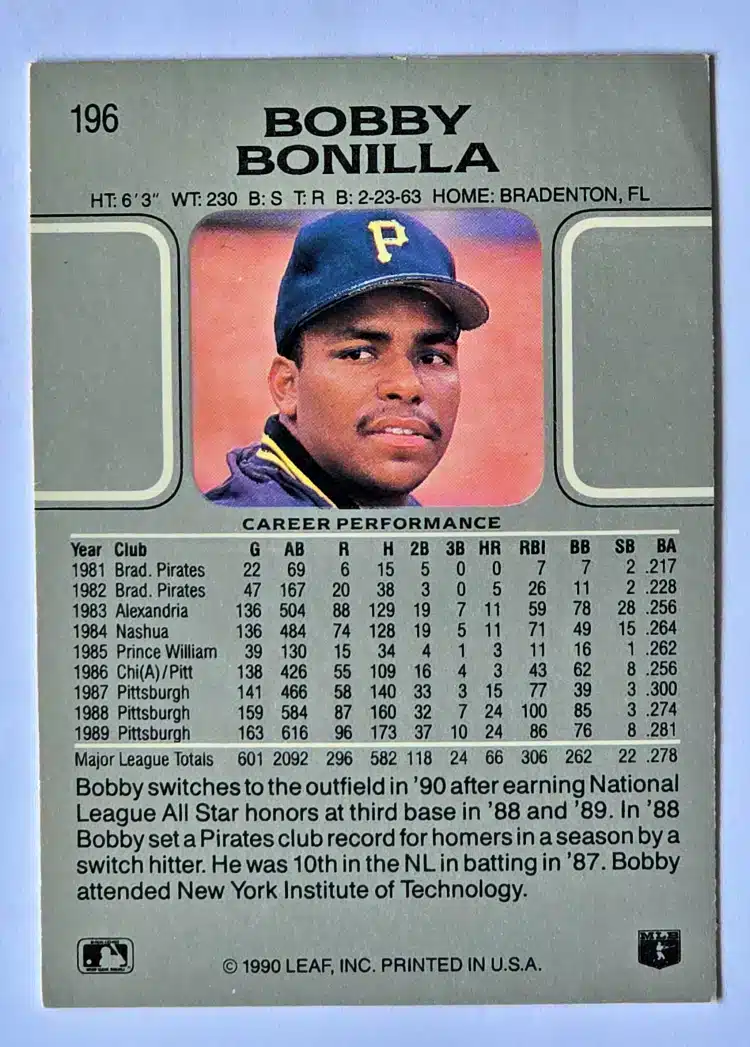 196
BOBBY
BONILLA
HT: 6'3" WT: 230 B: S T: R B: 2-23-63 HOME: BRADENTON, FL
P
CAREER PERFORMANCE
Year Club G AB R H 2B 3B HR RBI BB SB BA
1981 Brad. Pirates 22 69 6 15 5 0 0 7 7 2 .217
1982 Brad. Pirates 47 167 20 38 3 0 5 26 11 2 .228
1983 Alexandria 136 504 88 129 19 7 11 59 78 28 .256
1984 Nashua 136 484 74 128 19 5 11 71 49 15 .264
1985 Prince William 39 130 15 34 4 1 3 11 16 1 .262
1986 Chi(A)/Pitt 138 426 55 109 16 4 3 43 62 8 .256
1987 Pittsburgh 141 466 58 140 33 3 15 77 39 3 .300
1988 Pittsburgh 159 584 87 160 32 7 24 100 85 3 .274
1989 Pittsburgh 163 616 96 173 37 10 24 86 76 8 .281
Major League Totals 601 2092 296 582 118 24 66 306 262 22 .278
Bobby switches to the outfield in '90 after earning National
League All Star honors at third base in '88 and '89. In '88
Bobby set a Pirates club record for homers in a season by a
switch hitter. He was 10th in the NL in batting in '87. Bobby
attended New York Institute of Technology.
© 1990 LEAF, INC. PRINTED IN U.S.A.
MLB